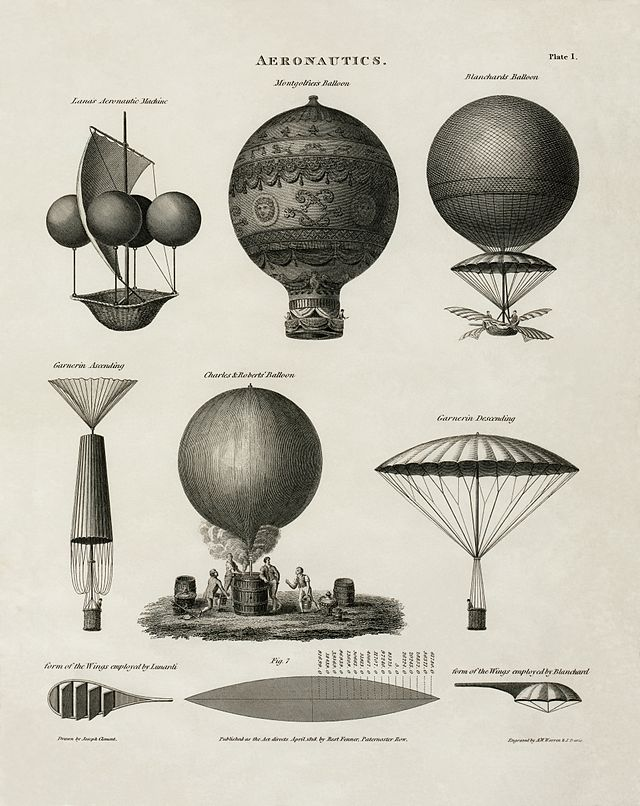 AERONAUTICS.
Plate I.
Montgolfiers Balloon
Blanchards Balloon
Lanas Aeronautic Machine
Garnerin Ascending
Charles & Roberts' Balloon
Garnerin Descending
form of the Wings employed by Lunardi
Fig. 7
form of the Wings employed by Blanchard
Drawn by Joseph Clement.
Published as the Act directs April, 1818, by Rest Fenner, Paternoster Row.
Engraved by A.W. Warren & J. Davis